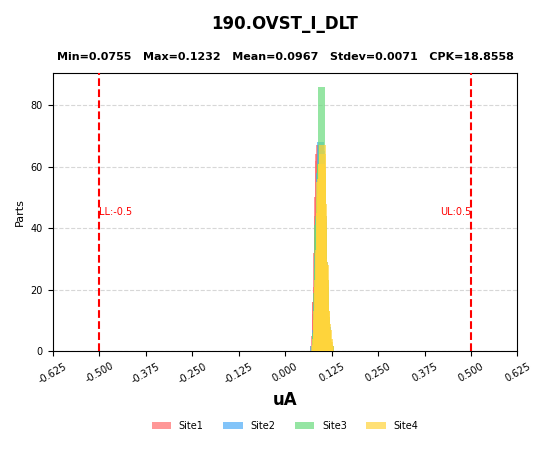 190.OVST_I_DLT
Min=0.0755 Max=0.1232 Mean=0.0967 Stdev=0.0071 CPK=18.8558
80
60
40
20
0
Parts
LL:-0.5
UL:0.5
-0.625 -0.500 -0.375 -0.250 -0.125 0.000 0.125 0.250 0.375 0.500 0.625
uA
Site1 Site2 Site3 Site4